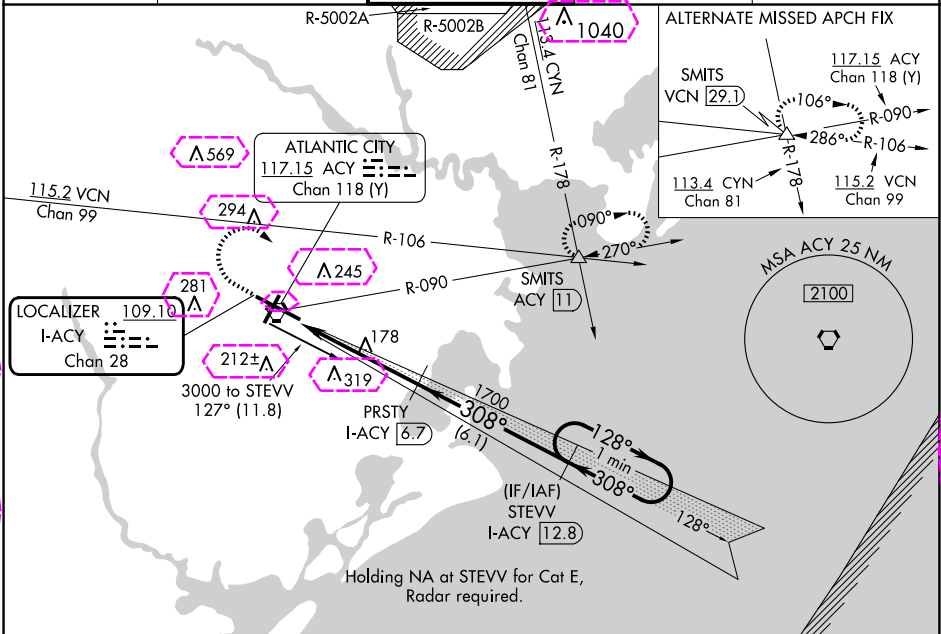 R-5002A
R-5002B
1040
113.4 CYN
Chan 81
R-178
ALTERNATE MISSED APCH FIX
SMITS
VCN 29.1
117.15 ACY
Chan 118 (Y)
106°
R-090
286°
R-106
R-178
113.4 CYN
Chan 81
115.2 VCN
Chan 99
569
ATLANTIC CITY
117.15 ACY
Chan 118 (Y)
115.2 VCN
Chan 99
294
R-106
090°
270°
245
R-090
SMITS
ACY 11
MSA ACY 25 NM
2100
281
LOCALIZER 109.10
I-ACY
Chan 28
178
212±
319
3000 to STEVV
127° (11.8)
PRSTY
I-ACY 6.7
1700
308°
(6.1)
128°
1 min
308°
(IF/IAF)
STEVV
I-ACY 12.8
128°
Holding NA at STEVV for Cat E,
Radar required.